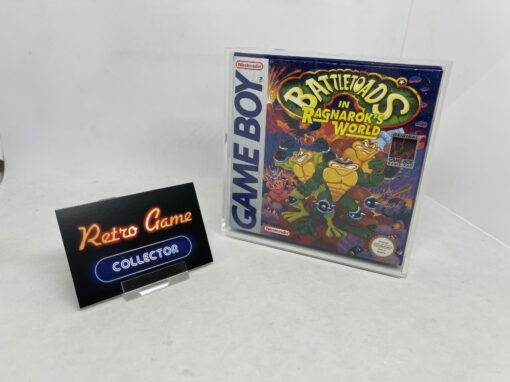 Nintendo
GAME BOY
BATTLETOADS
IN
RAGNAROK'S
WORLD
Nintendo
Retro Game
COLLECTOR